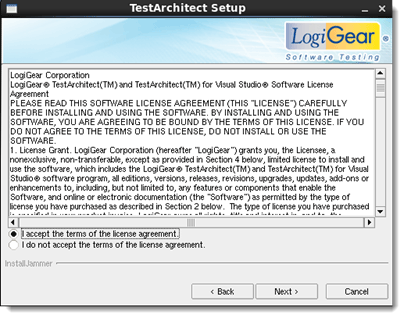 TestArchitect Setup
LogiGear®
Software Testing
LogiGear Corporation
LogiGear® TestArchitect(TM) and TestArchitect(TM) for Visual Studio® Software License
Agreement
PLEASE READ THIS SOFTWARE LICENSE AGREEMENT (THIS "LICENSE") CAREFULLY
BEFORE INSTALLING AND USING THE SOFTWARE. BY INSTALLING AND USING THE
SOFTWARE, YOU ARE AGREEING TO BE BOUND BY THE TERMS OF THIS LICENSE. IF YOU
DO NOT AGREE TO THE TERMS OF THIS LICENSE, DO NOT INSTALL OR USE THE
SOFTWARE.
1. License Grant. LogiGear Corporation (hereafter "LogiGear") grants you, the Licensee, a
nonexclusive, non-transferable, except as provided in Section 4 below, limited license to install and
use the software, which includes the LogiGear® TestArchitect(TM) and TestArchitect(TM) for Visual
Studio® software program, all editions, versions, releases, revisions, upgrades, updates, add-ons or
enhancements to, including, but not limited to, any features or components that enable the
Software, and online or electronic documentation (the "Software") as permitted by the type of
license you have purchased as described in Section 2 below. The type of license you have purchased
I accept the terms of the license agreement.
I do not accept the terms of the license agreement.
InstallJammer
< Back
Next >
Cancel